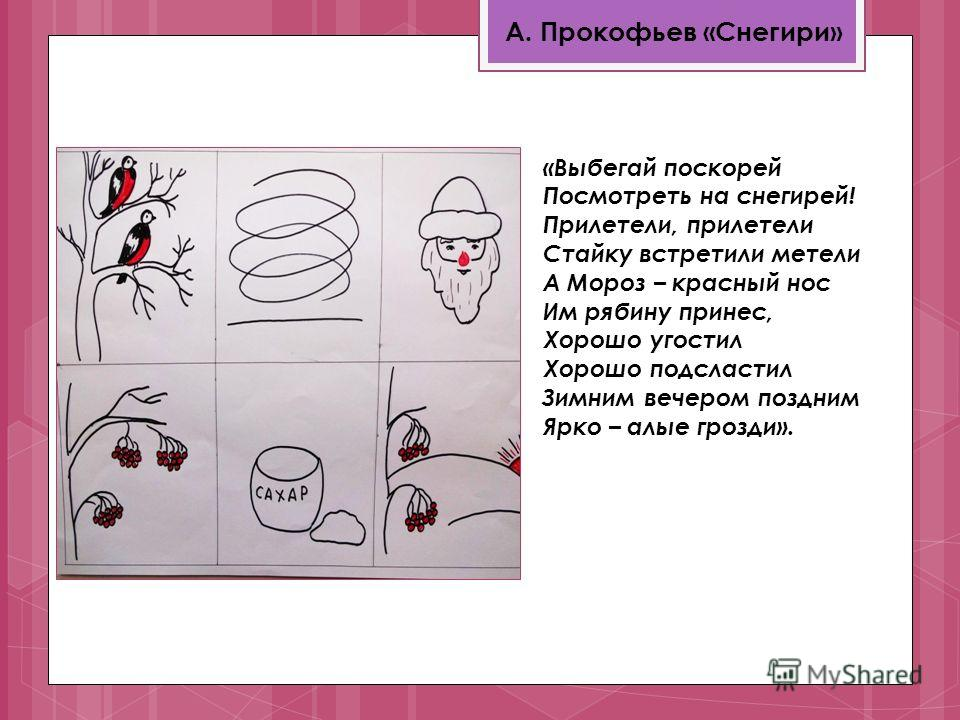 А. Прокофьев «Снегири»
«Выбегай поскорей
Посмотреть на снегирей!
Прилетели, прилетели
Стайку встретили метели
А Мороз – красный нос
Им рябину принес,
Хорошо угостил
Хорошо подсластил
Зимним вечером поздним
Ярко – алые грозди».
САХАР
MyShared